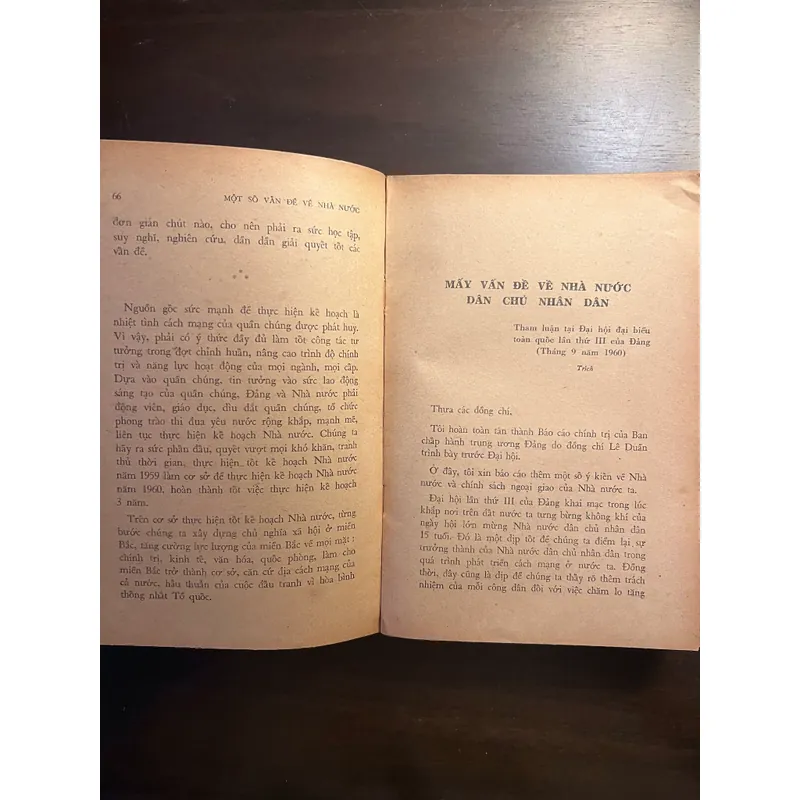 66
MỘT SỐ VẤN ĐỀ VỀ NHÀ NƯỚC
đơn giản chút nào, cho nên phải ra sức học tập,
suy nghĩ, nghiên cứu, dần dần giải quyết tốt các
vấn đề.
Nguồn gốc sức mạnh để thực hiện kế hoạch là
nhiệt tình cách mạng của quần chúng được phát huy.
Vì vậy, phải có ý thức đầy đủ làm tốt công tác tư
tưởng trong đợt chỉnh huấn, nâng cao trình độ chính
trị và năng lực hoạt động của mọi ngành, mọi cấp.
Dựa vào quần chúng, tin tưởng vào sức lao động
sáng tạo của quần chúng, Đảng và Nhà nước phải
động viên, giáo dục, dìu dắt quần chúng, tổ chức
phong trào thi đua yêu nước rộng khắp, mạnh mẽ,
liên tục thực hiện kế hoạch Nhà nước. Chúng ta
hãy ra sức phấn đấu, quyết vượt mọi khó khăn, tranh
thủ thời gian, thực hiện tốt kế hoạch Nhà nước
năm 1959 làm cơ sở để thực hiện kế hoạch Nhà nước
năm 1960, hoàn thành tốt việc thực hiện kế hoạch
3 năm.
Trên cơ sở thực hiện tốt kế hoạch Nhà nước, từng
bước chúng ta xây dựng chủ nghĩa xã hội ở miền
Bắc, tăng cường lực lượng của miền Bắc về mọi mặt :
chính trị, kinh tế, văn hóa, quốc phòng, làm cho
miền Bắc trở thành cơ sở, căn cứ địa cách mạng của
cả nước, hậu thuẫn của cuộc đấu tranh vì hòa bình
thống nhất Tổ quốc.
MẤY VẤN ĐỀ VỀ NHÀ NƯỚC
DÂN CHỦ NHÂN DÂN
Tham luận tại Đại hội đại biểu
toàn quốc lần thứ III của Đảng
(Tháng 9 năm 1960)
Trích
Thưa các đồng chí,
Tôi hoàn toàn tán thành Báo cáo chính trị của Ban
chấp hành trung ương Đảng do đồng chí Lê Duẩn
trình bày trước Đại hội.
Ở đây, tôi xin báo cáo thêm một số ý kiến về Nhà
nước và chính sách ngoại giao của Nhà nước ta.
Đại hội lần thứ III của Đảng khai mạc trong lúc
khắp nơi trên đất nước ta tưng bừng không khí của
ngày hội lớn mừng Nhà nước dân chủ nhân dân
15 tuổi. Đó là một dịp tốt để chúng ta điểm lại sự
trưởng thành của Nhà nước dân chủ nhân dân trong
quá trình phát triển cách mạng ở nước ta. Đồng
thời, đây cũng là dịp để chúng ta thấy rõ thêm trách
nhiệm của mỗi công dân đối với việc chăm lo tăng